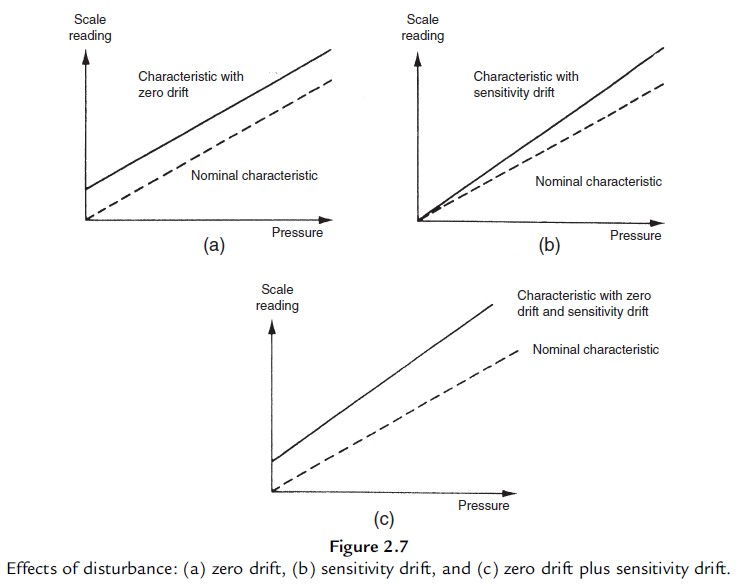 Scale
reading
Characteristic with
zero drift
Nominal characteristic
Pressure
(a)
Scale
reading
Characteristic with
sensitivity drift
Nominal characteristic
Pressure
(b)
Scale
reading
Characteristic with zero
drift and sensitivity drift
Nominal characteristic
Pressure
(c)
Figure 2.7
Effects of disturbance: (a) zero drift, (b) sensitivity drift, and (c) zero drift plus sensitivity drift.